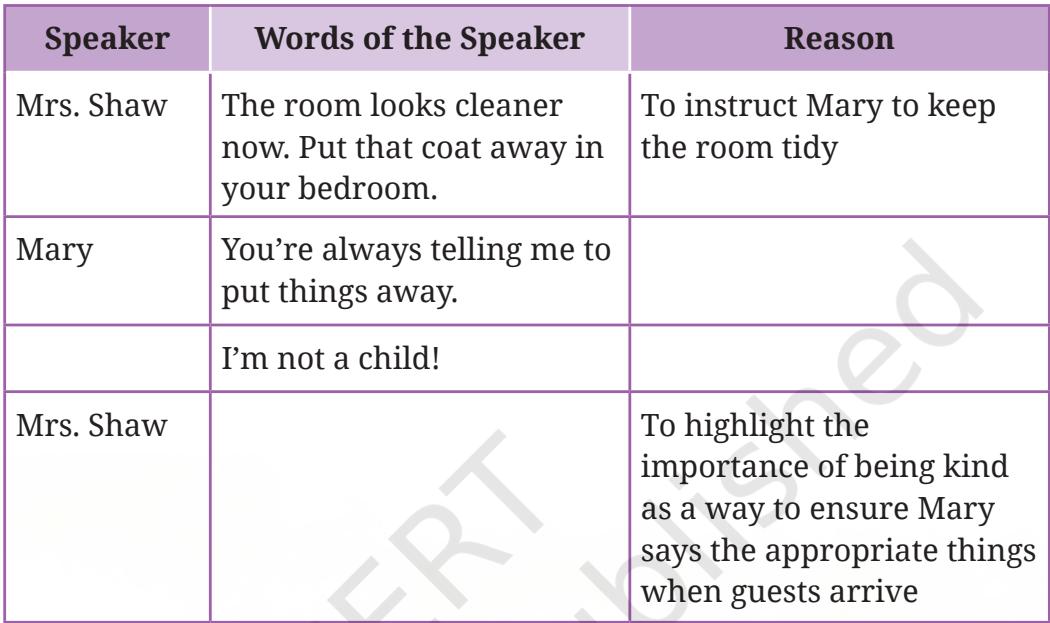 Speaker Words of the Speaker Reason
Mrs. Shaw The room looks cleaner To instruct Mary to keep
now. Put that coat away in the room tidy
your bedroom.
Mary You’re always telling me to
put things away.
I’m not a child!
Mrs. Shaw To highlight the
importance of being kind
as a way to ensure Mary
says the appropriate things
when guests arrive